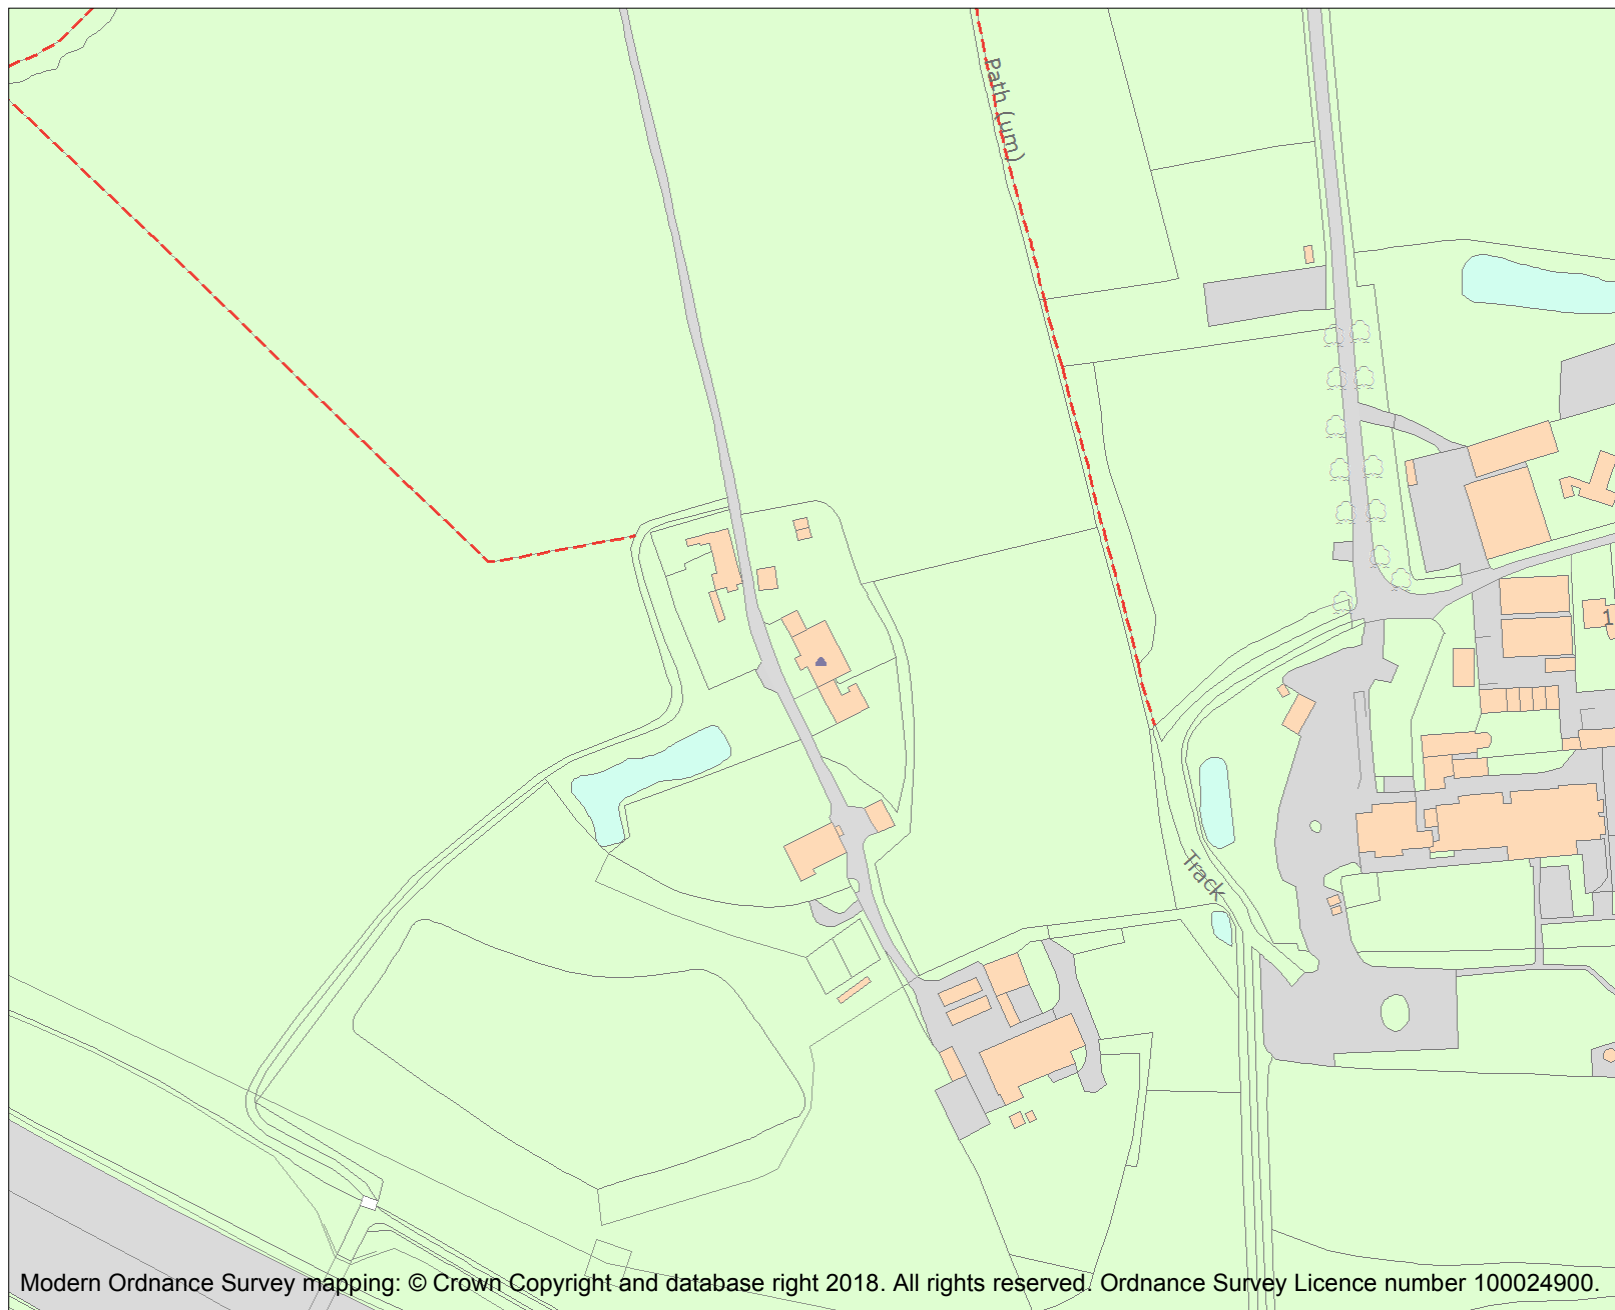 Path (um)
1
Track
Modern Ordnance Survey mapping: © Crown Copyright and database right 2018. All rights reserved. Ordnance Survey Licence number 100024900.